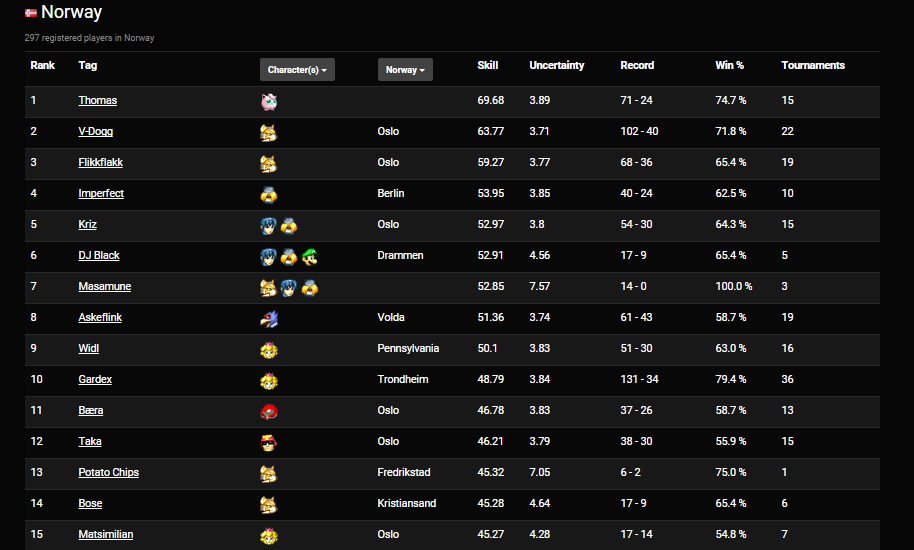 Norway
297 registered players in Norway
Rank Tag Character(s) Norway Skill Uncertainty Record Win % Tournaments
1 Thomas 69.68 3.89 71 - 24 74.7 % 15
2 V-Dogg Oslo 63.77 3.71 102 - 40 71.8 % 22
3 Flikkflakk Oslo 59.27 3.77 68 - 36 65.4 % 19
4 Imperfect Berlin 53.95 3.85 40 - 24 62.5 % 10
5 Kriz Oslo 52.97 3.8 54 - 30 64.3 % 15
6 DJ Black Drammen 52.91 4.56 17 - 9 65.4 % 5
7 Masamune 52.85 7.57 14 - 0 100.0 % 3
8 Askeflink Volda 51.36 3.74 61 - 43 58.7 % 19
9 Widl Pennsylvania 50.1 3.83 51 - 30 63.0 % 16
10 Gardex Trondheim 48.79 3.84 131 - 34 79.4 % 36
11 Bæra Oslo 46.78 3.83 37 - 26 58.7 % 13
12 Taka Oslo 46.21 3.79 38 - 30 55.9 % 15
13 Potato Chips Fredrikstad 45.32 7.05 6 - 2 75.0 % 1
14 Bose Kristiansand 45.28 4.64 17 - 9 65.4 % 6
15 Matsimilian Oslo 45.27 4.28 17 - 14 54.8 % 7